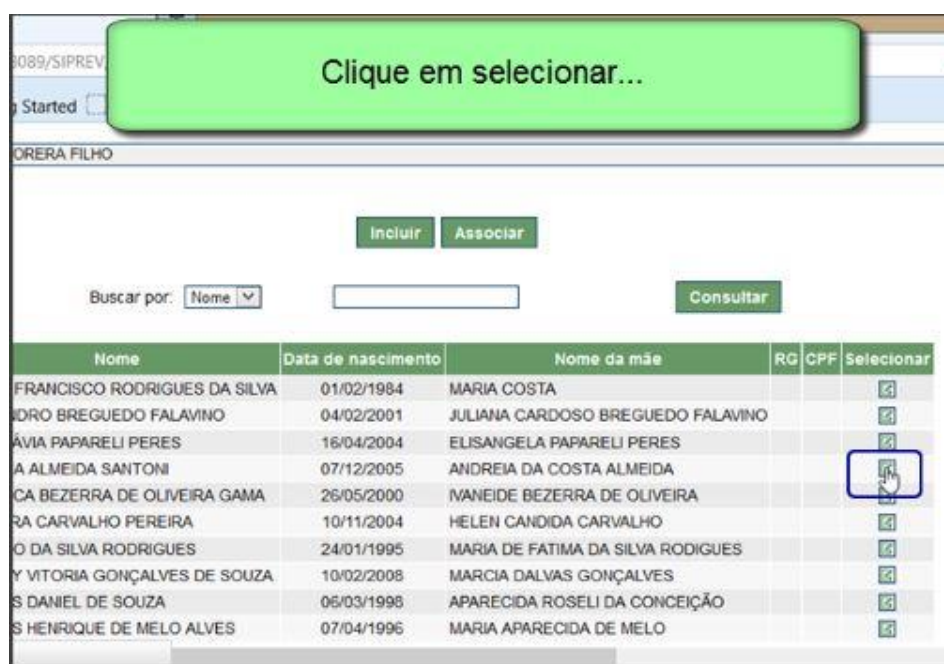 Clique em selecionar...
8089/SIPREV
Started
ORERA FILHO
Incluir Associar
Buscar por: Nome Consultar
Nome Data de nascimento Nome da mãe RG CPF Selecionar
FRANCISCO RODRIGUES DA SILVA 01/02/1984 MARIA COSTA
DRO BREGUEDO FALAVINO 04/02/2001 JULIANA CARDOSO BREGUEDO FALAVINO
ÁVIA PAPARELI PERES 16/04/2004 ELISANGELA PAPARELI PERES
A ALMEIDA SANTONI 07/12/2005 ANDREIA DA COSTA ALMEIDA
CA BEZERRA DE OLIVEIRA GAMA 26/05/2000 IVANEIDE BEZERRA DE OLIVEIRA
RA CARVALHO PEREIRA 10/11/2004 HELEN CANDIDA CARVALHO
O DA SILVA RODRIGUES 24/01/1995 MARIA DE FATIMA DA SILVA RODIGUES
Y VITORIA GONÇALVES DE SOUZA 10/02/2008 MARCIA DALVAS GONÇALVES
S DANIEL DE SOUZA 06/03/1998 APARECIDA ROSELI DA CONCEIÇÃO
S HENRIQUE DE MELO ALVES 07/04/1996 MARIA APARECIDA DE MELO